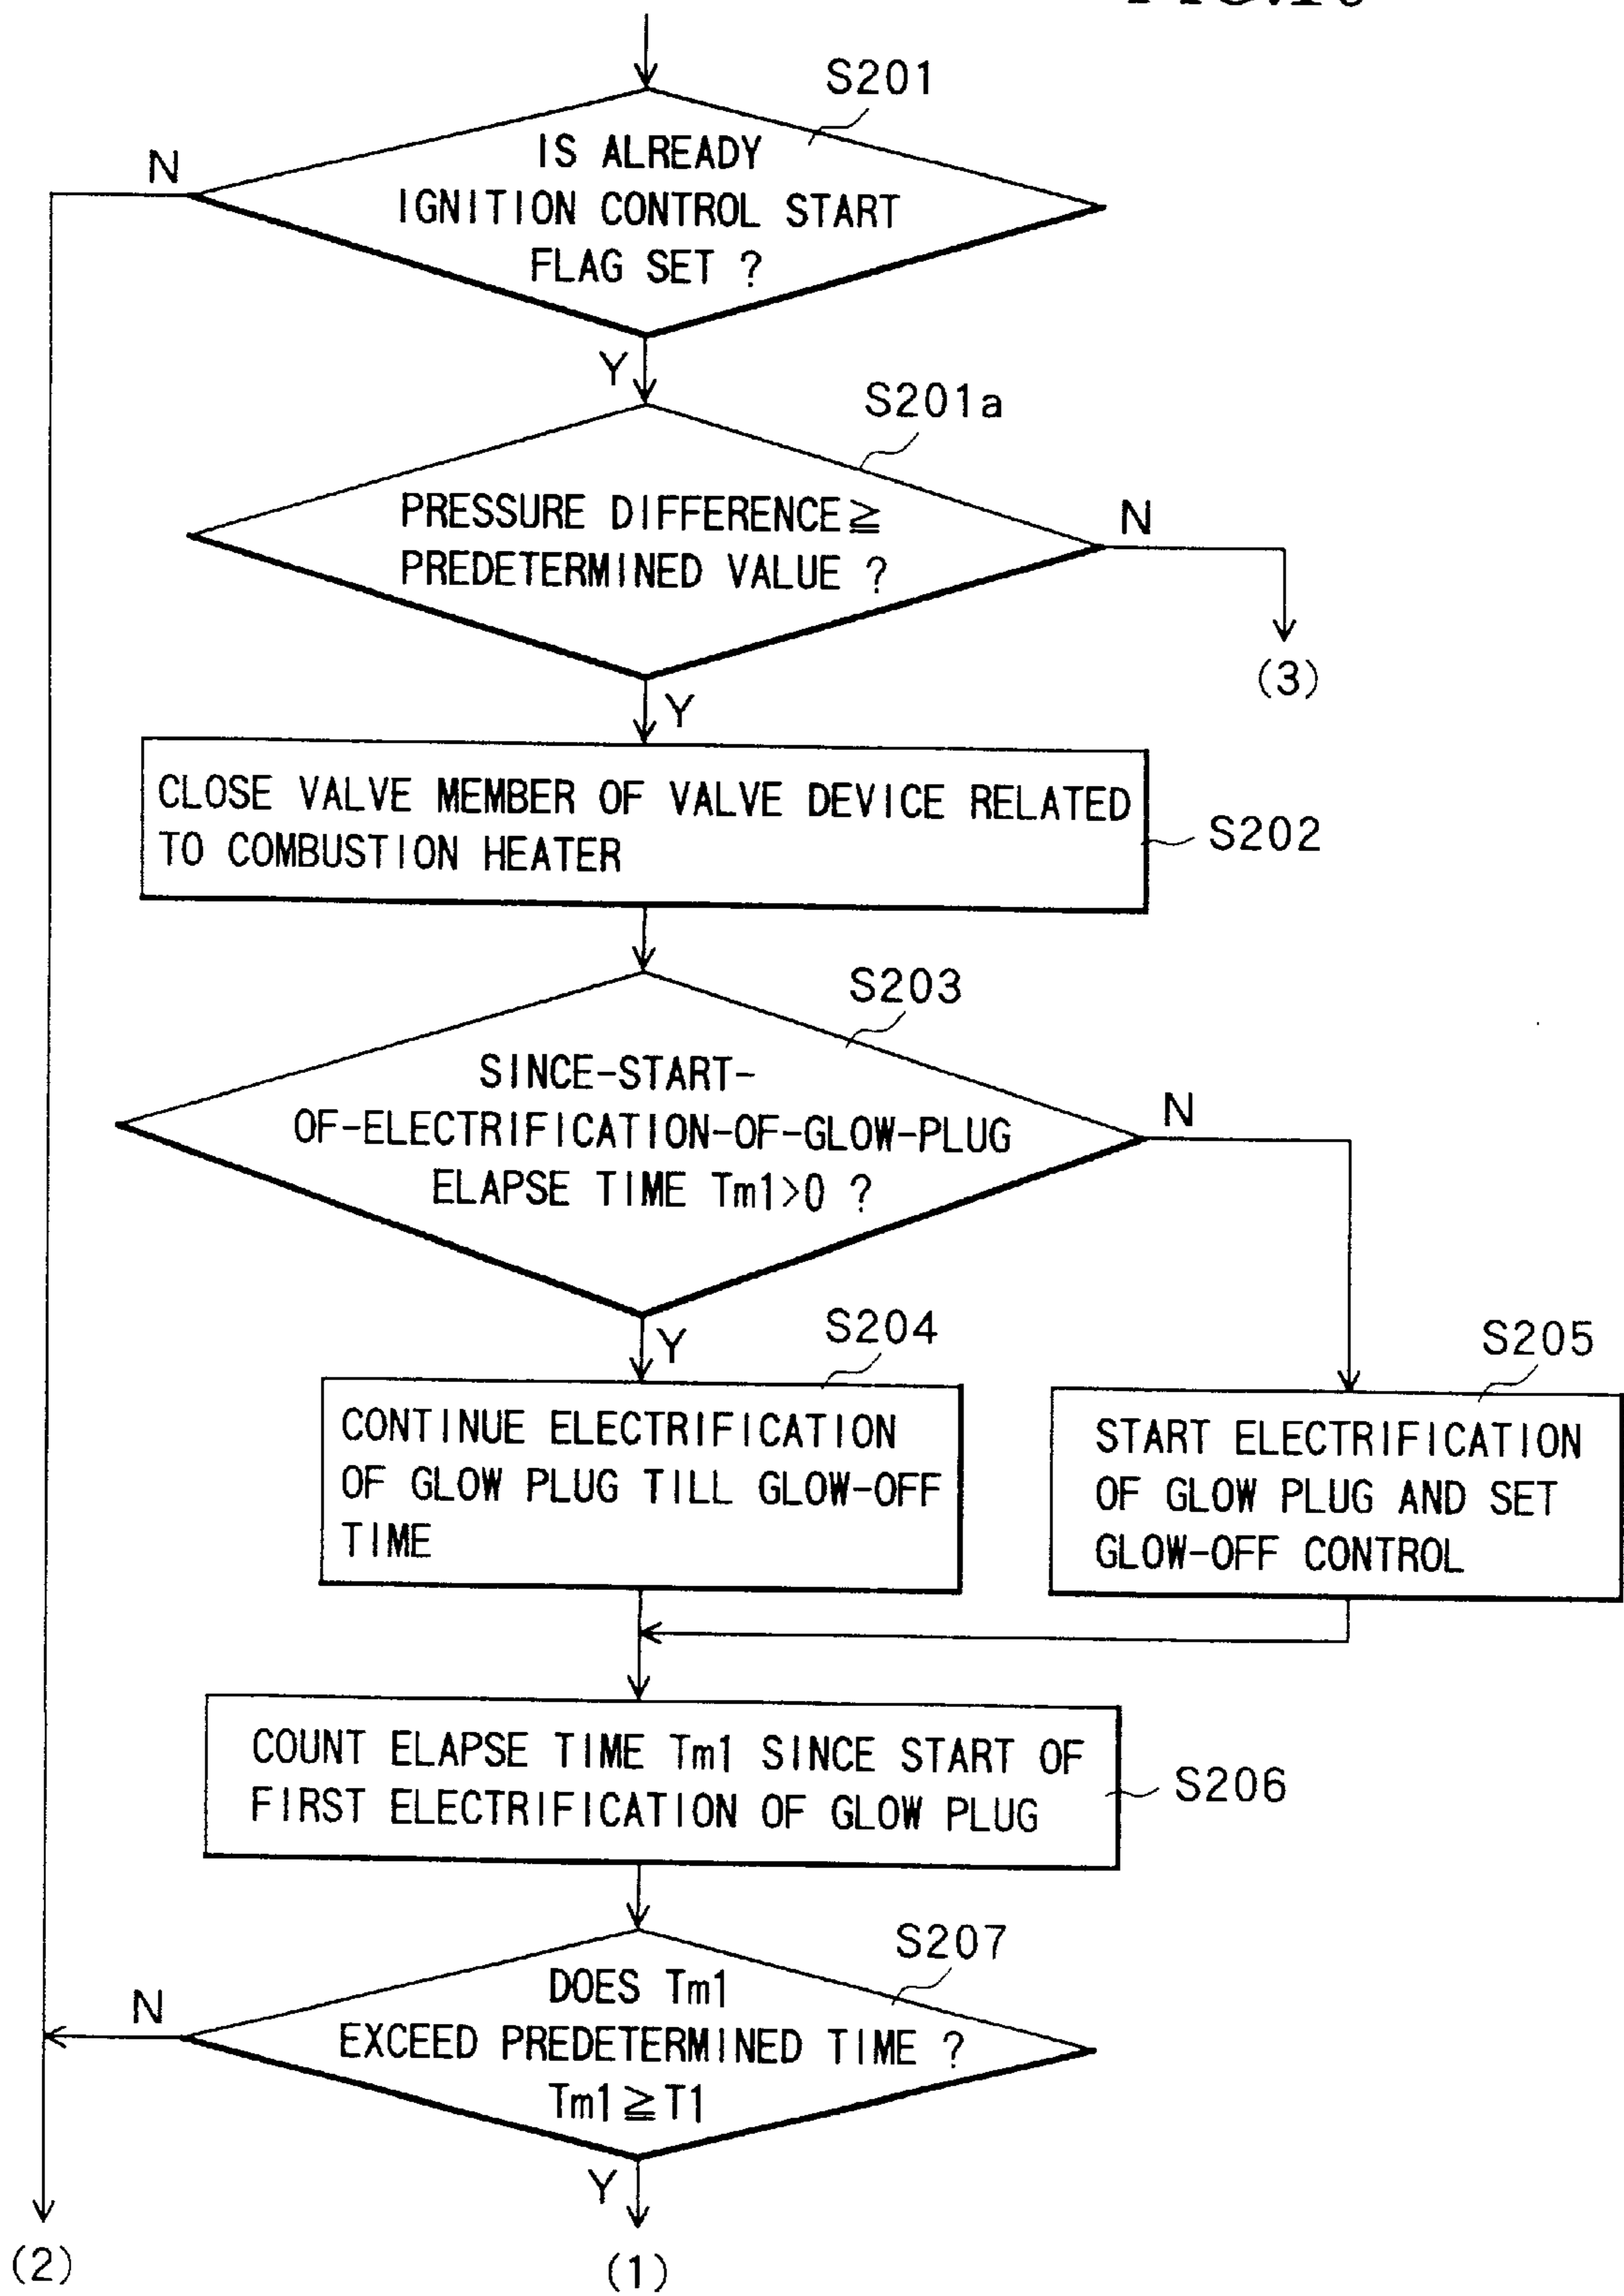 S201
IS ALREADY
IGNITION CONTROL START
FLAG SET ?
N
Y
S201a
PRESSURE DIFFERENCE≧
PREDETERMINED VALUE ?
N
(3)
Y
CLOSE VALVE MEMBER OF VALVE DEVICE RELATED
TO COMBUSTION HEATER
S202
S203
SINCE-START-
OF-ELECTRIFICATION-OF-GLOW-PLUG
ELAPSE TIME Tm1>0 ?
N
Y
S204
CONTINUE ELECTRIFICATION
OF GLOW PLUG TILL GLOW-OFF
TIME
S205
START ELECTRIFICATION
OF GLOW PLUG AND SET
GLOW-OFF CONTROL
COUNT ELAPSE TIME Tm1 SINCE START OF
FIRST ELECTRIFICATION OF GLOW PLUG
S206
S207
DOES Tm1
EXCEED PREDETERMINED TIME ?
Tm1≧T1
N
Y
(2)
(1)